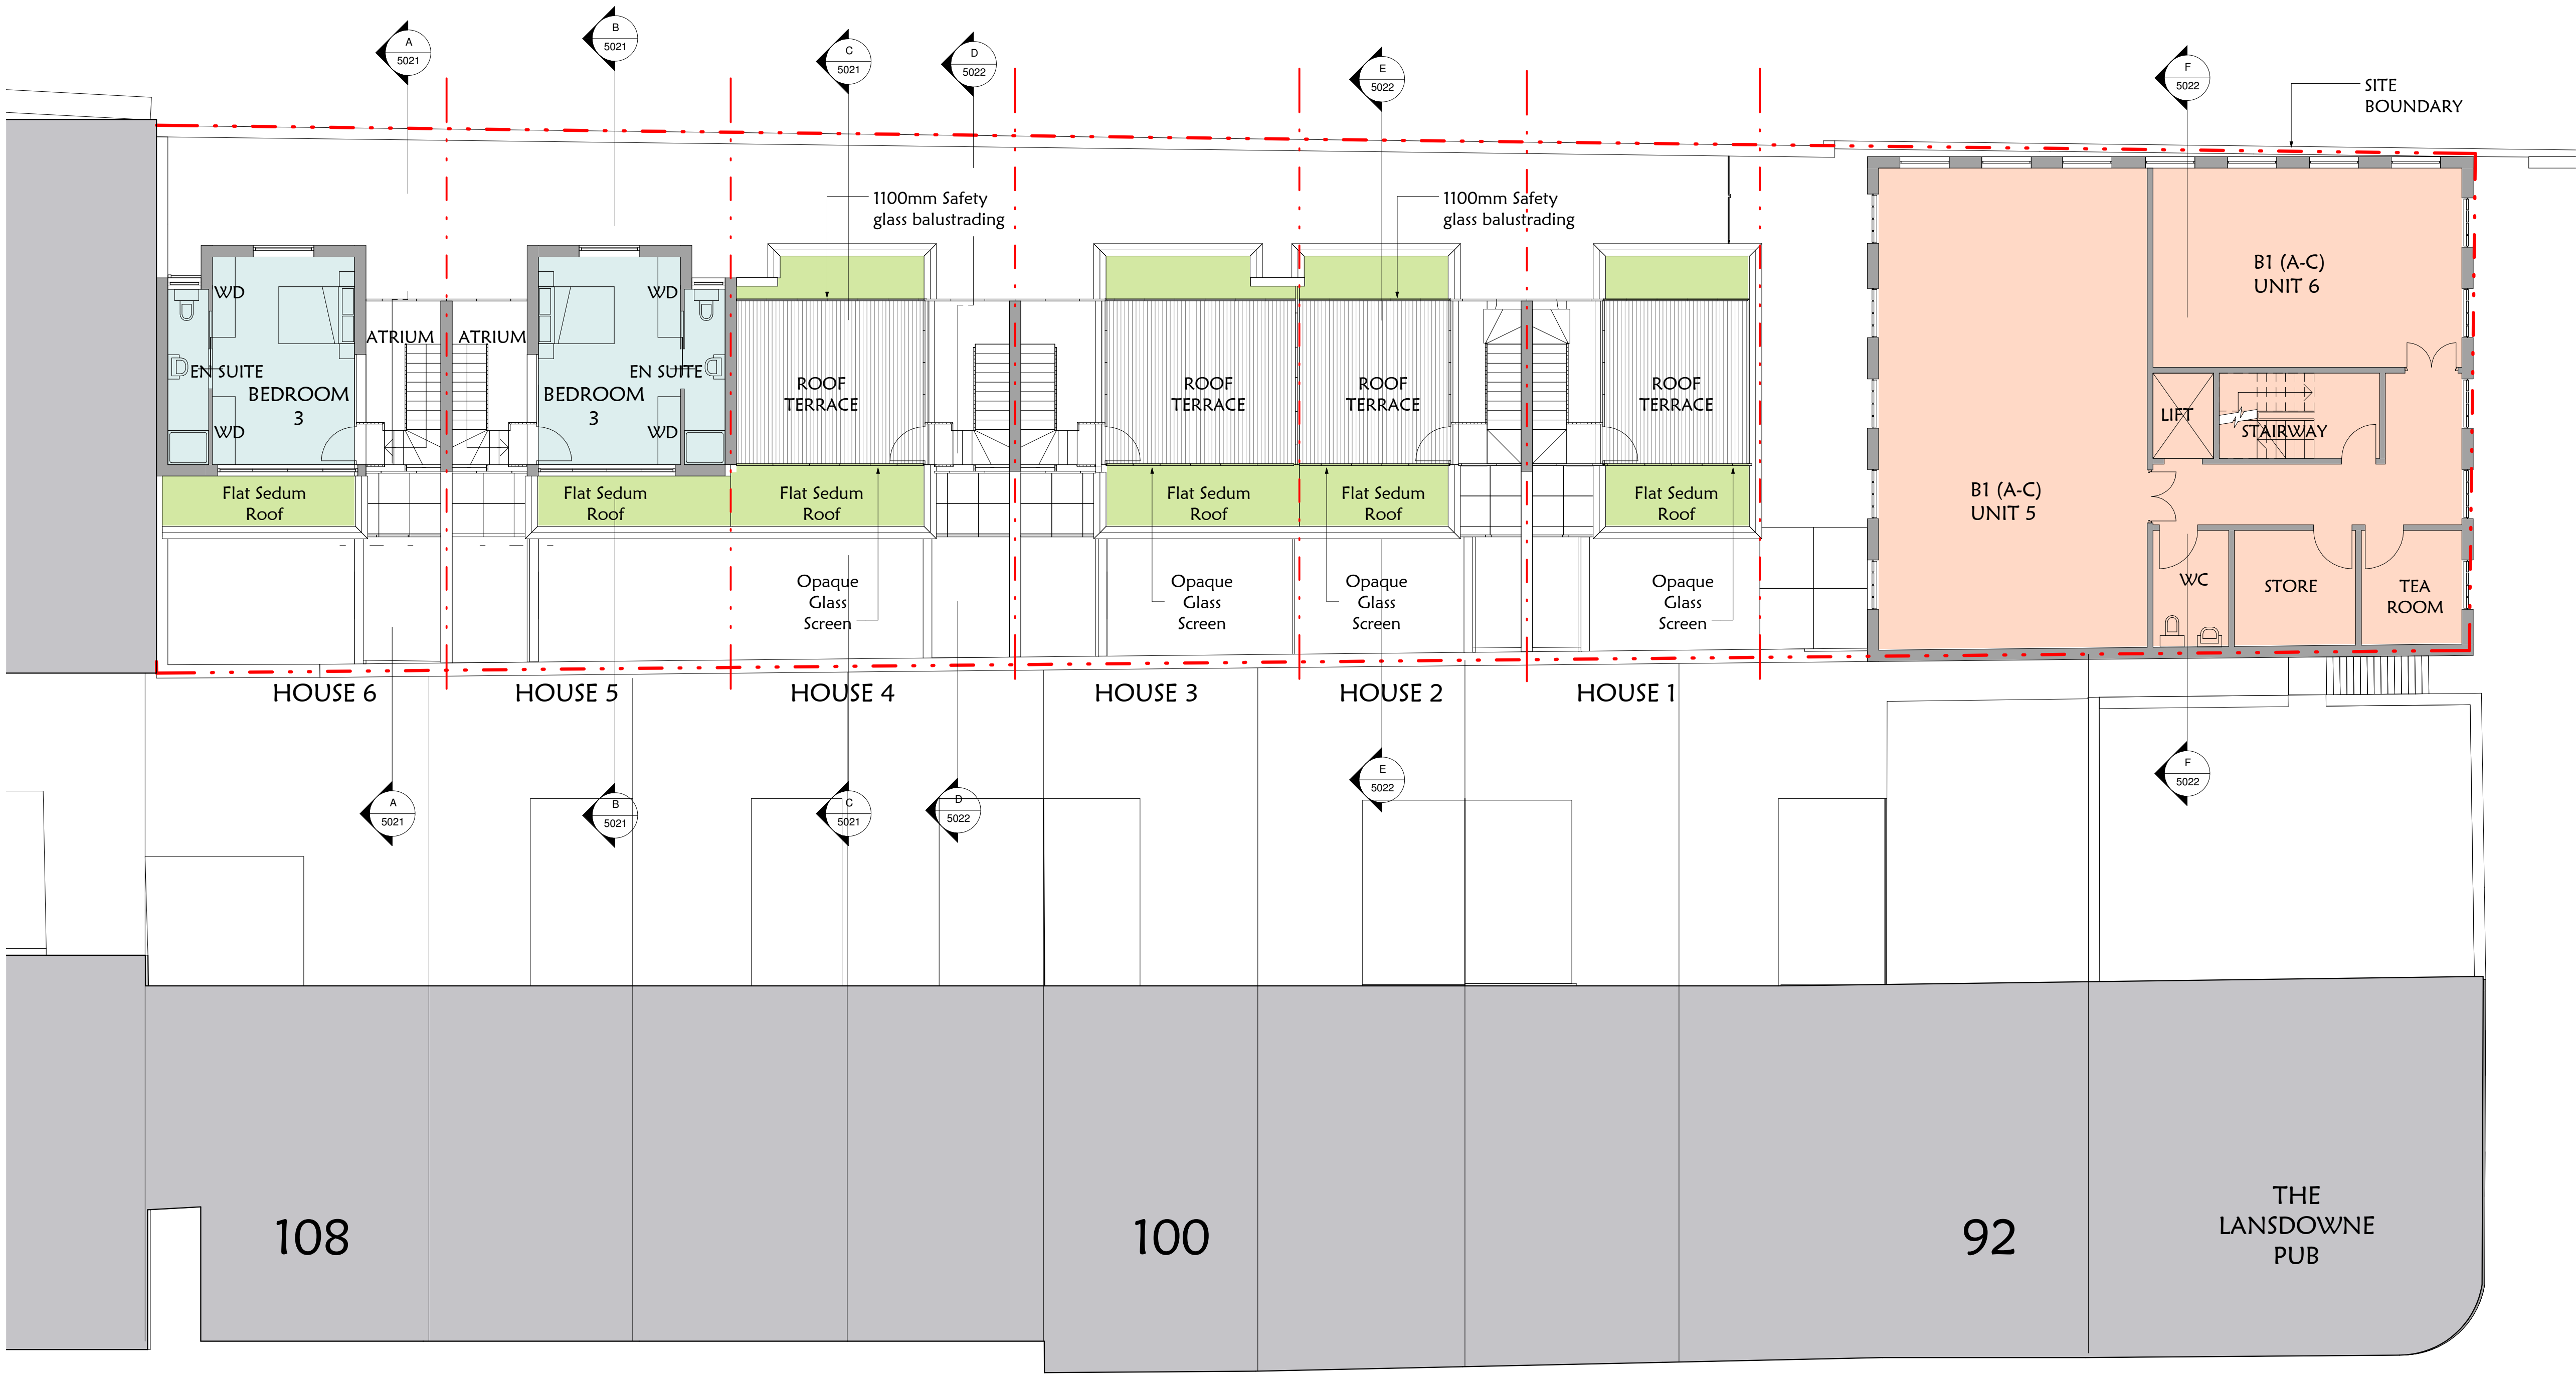 A
5021
B
5021
C
5021
D
5022
E
5022
F
5022
SITE
BOUNDARY
1100mm Safety
glass balustrading
1100mm Safety
glass balustrading
WD
EN SUITE
BEDROOM
3
WD
ATRIUM
ATRIUM
WD
EN SUITE
BEDROOM
3
WD
ROOF
TERRACE
ROOF
TERRACE
ROOF
TERRACE
ROOF
TERRACE
B1 (A-C)
UNIT 6
LIFT
STAIRWAY
B1 (A-C)
UNIT 5
WC
STORE
TEA
ROOM
Flat Sedum
Roof
Flat Sedum
Roof
Flat Sedum
Roof
Flat Sedum
Roof
Flat Sedum
Roof
Flat Sedum
Roof
Opaque
Glass
Screen
Opaque
Glass
Screen
Opaque
Glass
Screen
Opaque
Glass
Screen
HOUSE 6
HOUSE 5
HOUSE 4
HOUSE 3
HOUSE 2
HOUSE 1
A
5021
B
5021
C
5021
D
5022
E
5022
F
5022
108
100
92
THE
LANSDOWNE
PUB